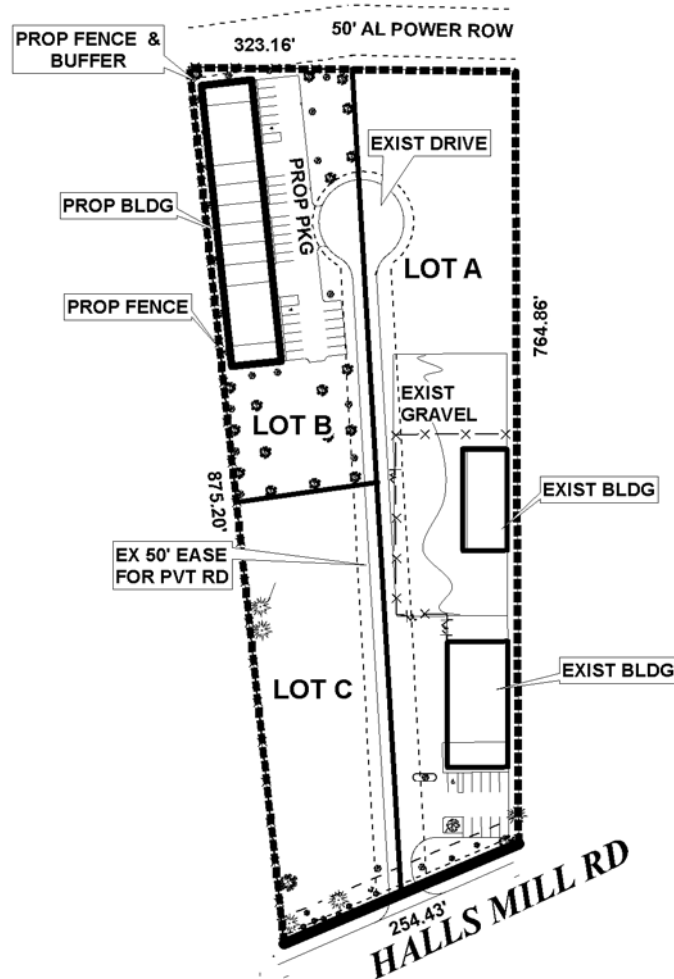 50' AL POWER ROW
323.16'
PROP FENCE &
BUFFER
EXIST DRIVE
PROP BLDG
PROP PKG
LOT A
PROP FENCE
764.86'
EXIST
GRAVEL
LOT B
875.20'
EXIST BLDG
EX 50' EASE
FOR PVT RD
EXIST BLDG
LOT C
254.43'
HALLS MILL RD